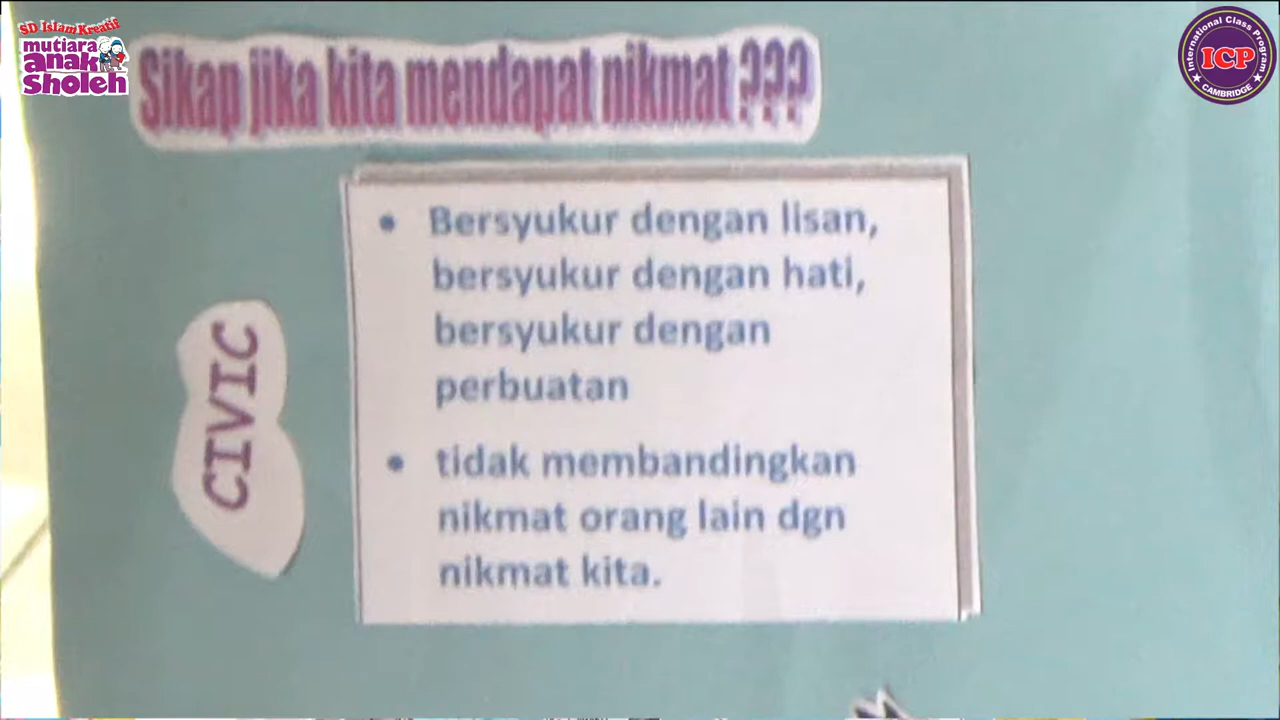 SD Islam Kreatif
mutiara
anak
Sholeh
International Class Program
ICP
CAMBRIDGE
Sikap jika kita mendapat nikmat ???
CIVIC
• Bersyukur dengan lisan,
bersyukur dengan hati,
bersyukur dengan
perbuatan
• tidak membandingkan
nikmat orang lain dgn
nikmat kita.